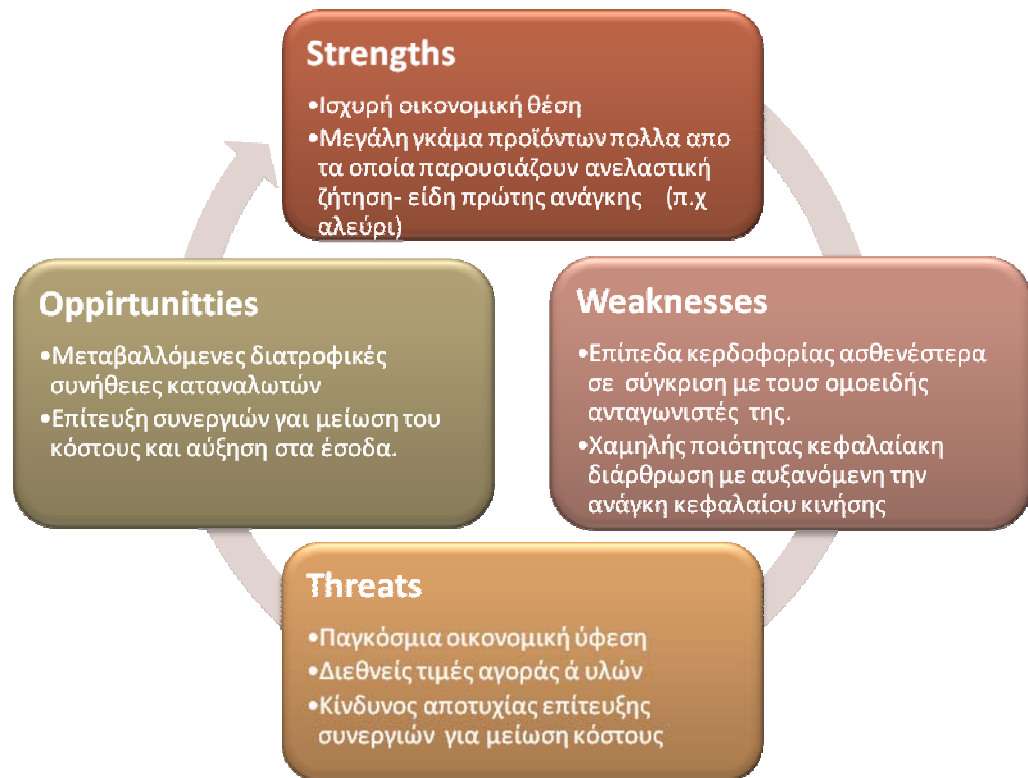 Strengths
•Ισχυρή οικονομική θέση
•Μεγάλη γκάμα προϊόντων πολλα απο
τα οποία παρουσιάζουν ανελαστική
ζήτηση- είδη πρώτης ανάγκης (π.χ
αλεύρι)
Oppirtunitties
•Μεταβαλλόμενες διατροφικές
συνήθειες καταναλωτών
•Επίτευξη συνεργιών γαι μείωση του
κόστους και αύξηση στα έσοδα.
Weaknesses
•Επίπεδα κερδοφορίας ασθενέστερα
σε σύγκριση με τουσ ομοειδής
ανταγωνιστές της.
•Χαμηλής ποιότητας κεφαλαίακη
διάρθρωση με αυξανόμενη την
ανάγκη κεφαλαίου κινήσης
Threats
•Παγκόσμια οικονομική ύφεση
•Διεθνείς τιμές αγοράς ά υλών
•Κίνδυνος αποτυχίας επίτευξης
συνεργιών για μείωση κόστους